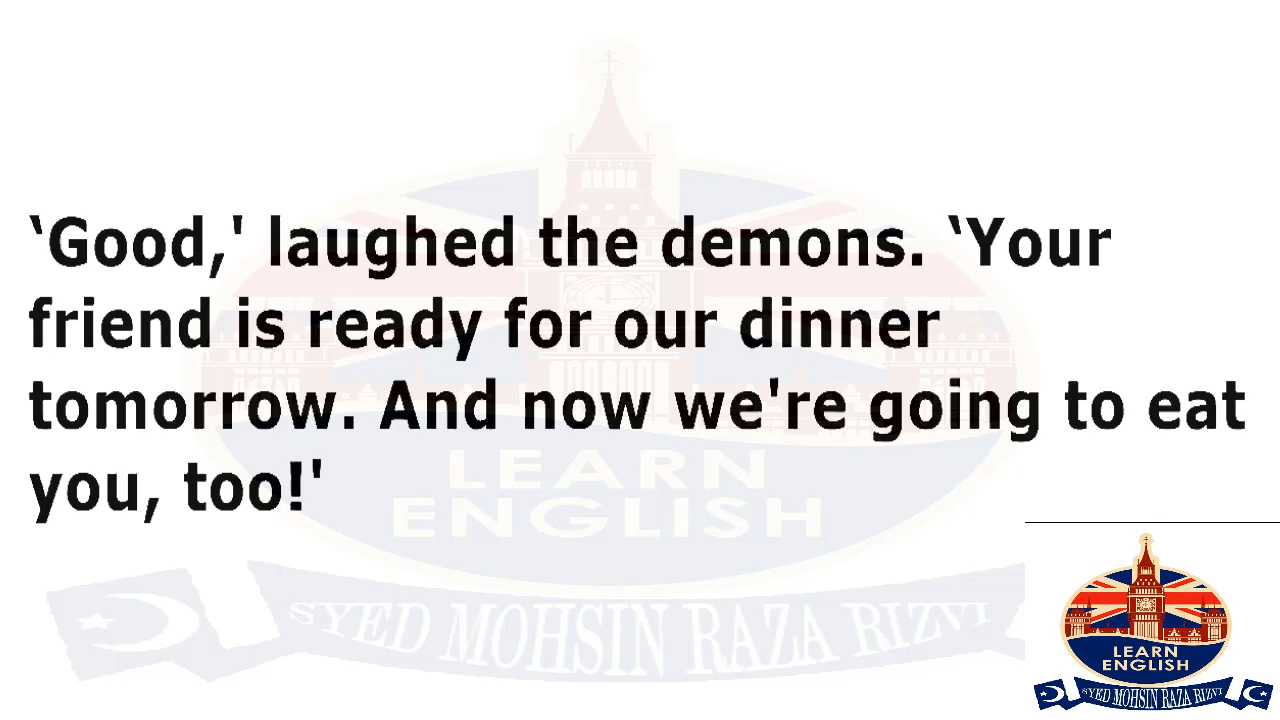 ‘Good,' laughed the demons. ‘Your
friend is ready for our dinner
tomorrow. And now we're going to eat
you, too!'
LEARN
ENGLISH
SYED MOHSIN RAZA RIZVI
LEARN
ENGLISH
SYED MOHSIN RAZA RIZVI